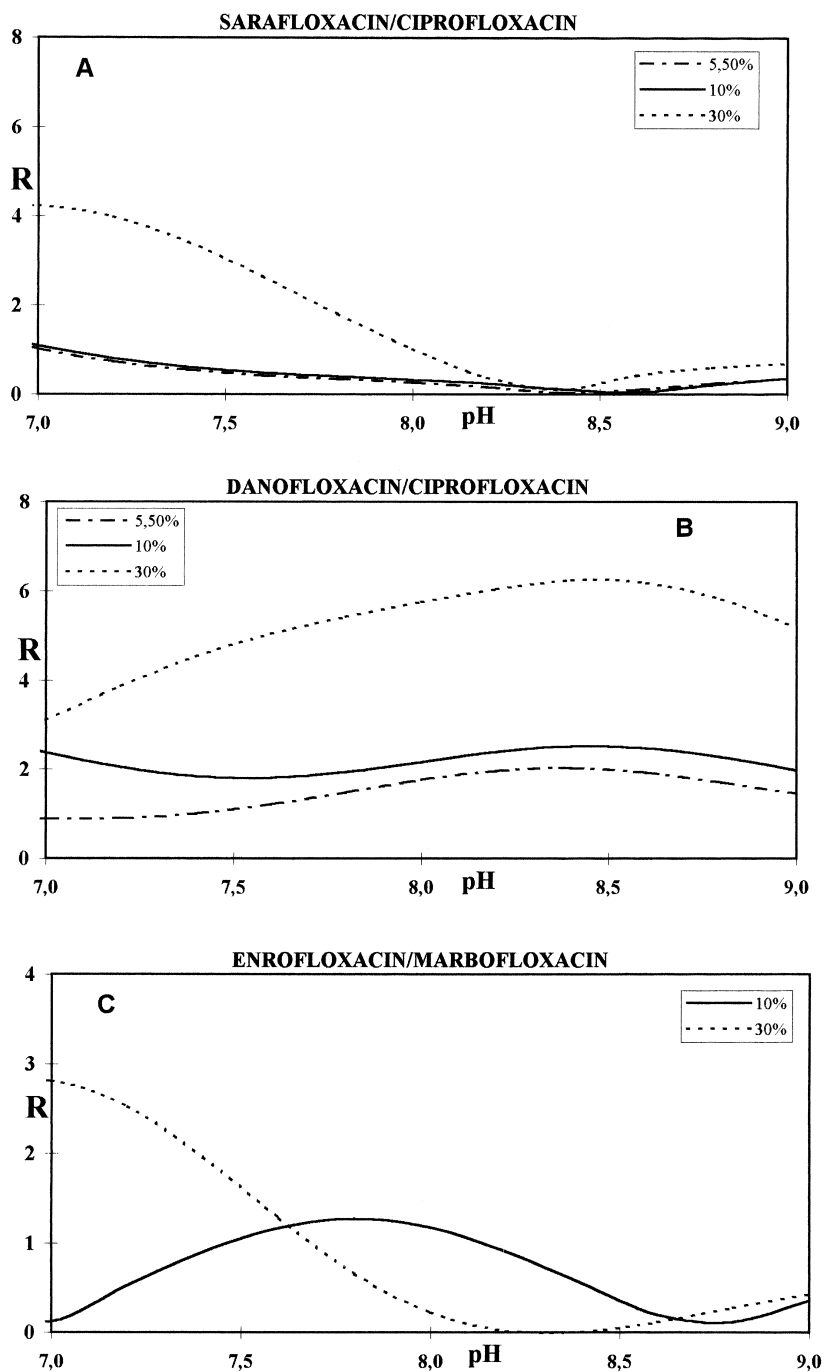 SARAFLOXACIN/CIPROFLOXACIN
8
A
5,50%
10%
30%
6
R
4
2
0
7,0 7,5 8,0 pH 8,5 9,0
DANOFLOXACIN/CIPROFLOXACIN
8
5,50%
10%
30%
B
6
R
4
2
0
7,0 7,5 8,0 pH 8,5 9,0
ENROFLOXACIN/MARBOFLOXACIN
4
C
10%
30%
3
R
2
1
0
7,0 7,5 8,0 pH 8,5 9,0